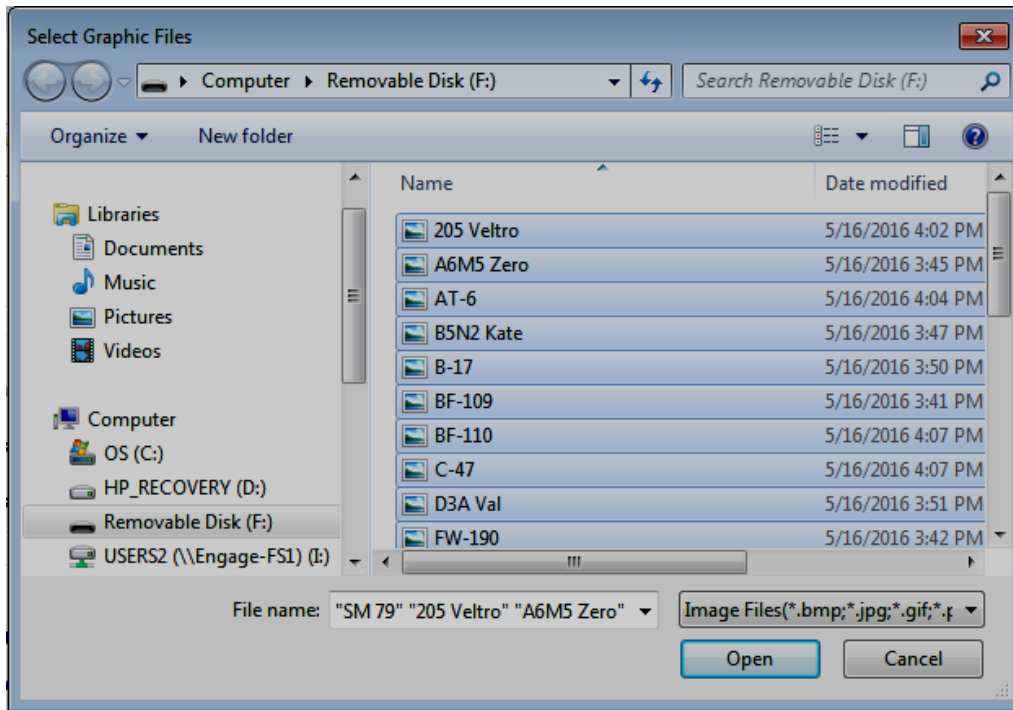 Select Graphic Files
Computer Removable Disk (F:) Search Removable Disk (F:)
Organize New folder
Name Date modified
Libraries
Documents
Music
Pictures
Videos
Computer
OS (C:)
HP_RECOVERY (D:)
Removable Disk (F:)
USERS2 (\\Engage-FS1) (I:)
205 Veltro 5/16/2016 4:02 PM
A6M5 Zero 5/16/2016 3:45 PM
AT-6 5/16/2016 4:04 PM
B5N2 Kate 5/16/2016 3:47 PM
B-17 5/16/2016 3:50 PM
BF-109 5/16/2016 3:41 PM
BF-110 5/16/2016 4:07 PM
C-47 5/16/2016 4:07 PM
D3A Val 5/16/2016 3:51 PM
FW-190 5/16/2016 3:42 PM
File name: "SM 79" "205 Veltro" "A6M5 Zero" Image Files(*.bmp;*.jpg;*.gif;*.p
Open Cancel